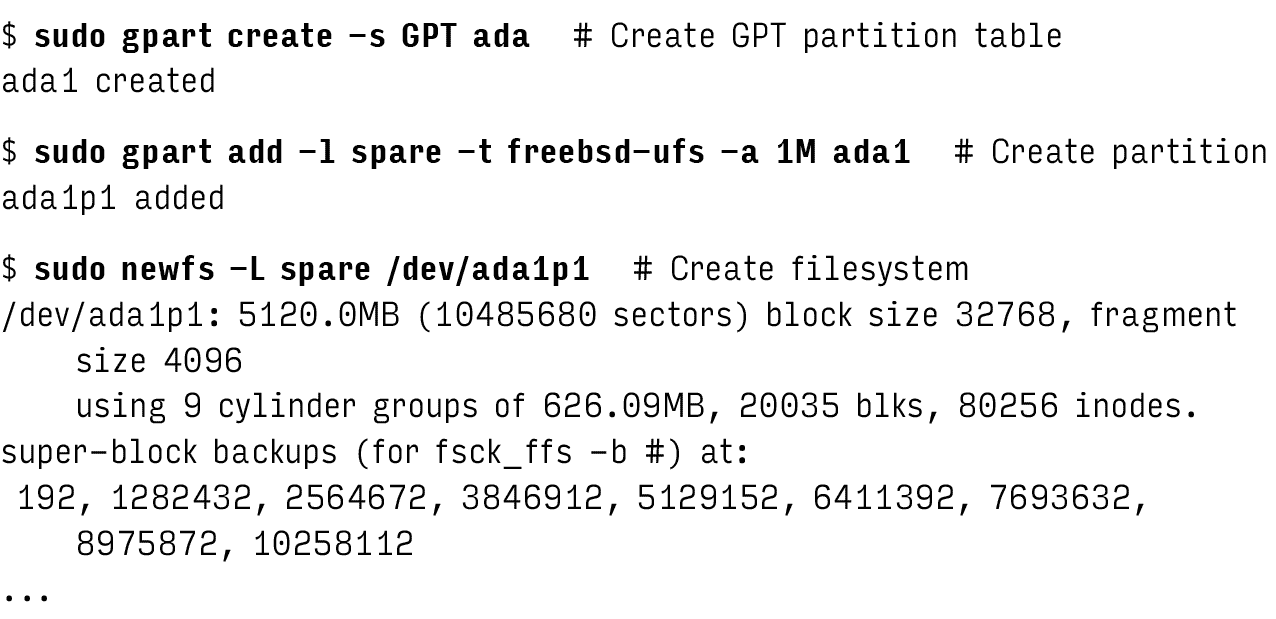 $ sudo gpart create -s GPT ada # Create GPT partition table
ada1 created
$ sudo gpart add -l spare -t freebsd-ufs -a 1M ada1 # Create partition
ada1p1 added
$ sudo newfs -L spare /dev/ada1p1 # Create filesystem
/dev/ada1p1: 5120.0MB (10485680 sectors) block size 32768, fragment
size 4096
using 9 cylinder groups of 626.09MB, 20035 blks, 80256 inodes.
super-block backups (for fsck_ffs -b #) at:
192, 1282432, 2564672, 3846912, 5129152, 6411392, 7693632,
8975872, 10258112
...